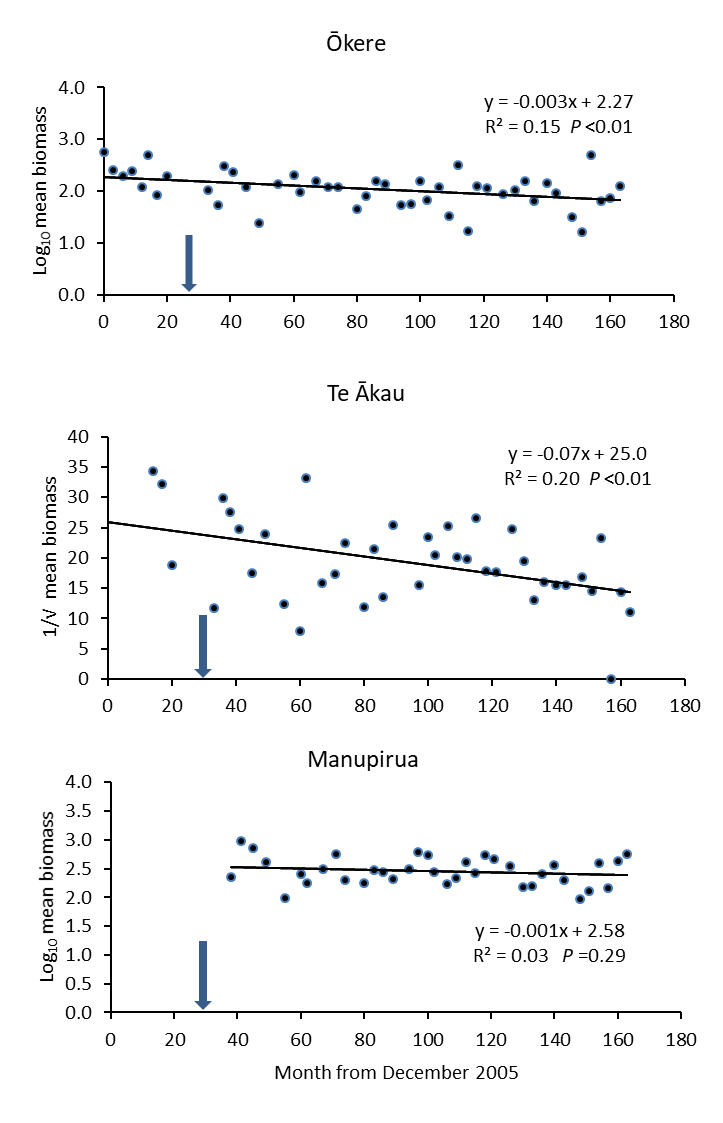 Ōkere
y = -0.003x + 2.27
R² = 0.15 P <0.01
Log₁₀ mean biomass
4.0
3.0
2.0
1.0
0.0
0 20 40 60 80 100 120 140 160 180
Te Ākau
y = -0.07x + 25.0
R² = 0.20 P <0.01
1/√ mean biomass
40
35
30
25
20
15
10
5
0
0 20 40 60 80 100 120 140 160 180
Manupirua
Log₁₀ mean biomass
4.0
3.5
3.0
2.5
2.0
1.5
1.0
0.5
0.0
y = -0.001x + 2.58
R² = 0.03 P =0.29
0 20 40 60 80 100 120 140 160 180
Month from December 2005